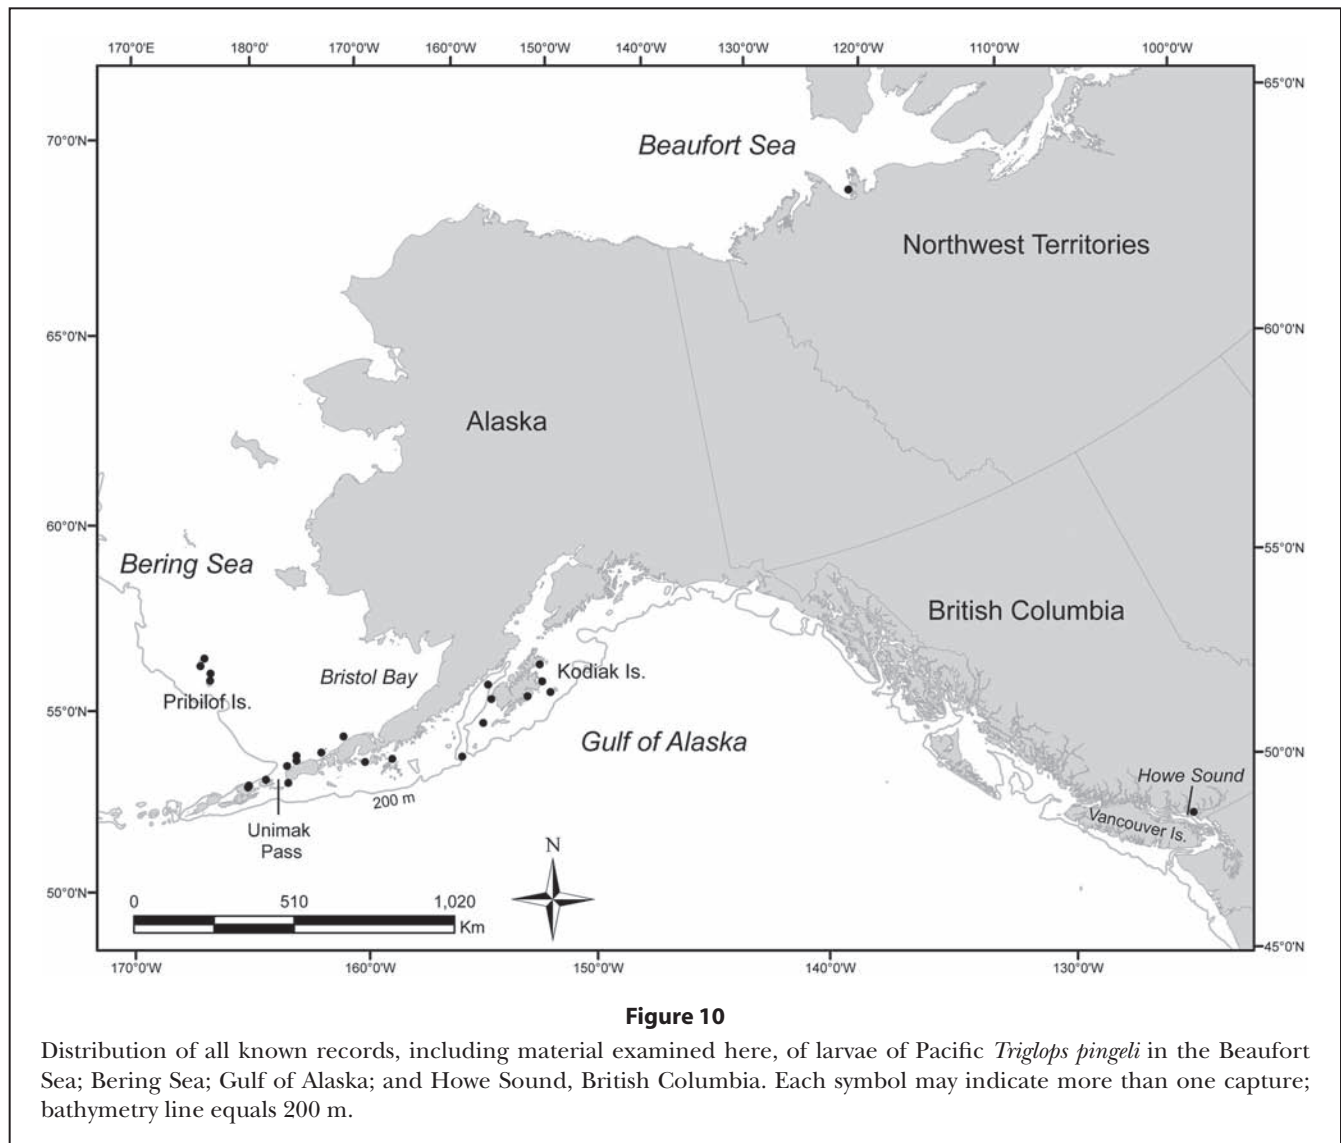 170°0'E 180°0' 170°0'W 160°0'W 150°0'W 140°0'W 130°0'W 120°0'W 110°0'W 100°0'W
65°0'N
70°0'N
Beaufort Sea
Northwest Territories
65°0'N
60°0'N
Alaska
60°0'N
55°0'N
Bering Sea
British Columbia
Bristol Bay
Kodiak Is.
Pribilof Is.
55°0'N
Gulf of Alaska
50°0'N
Howe Sound
200 m
Vancouver Is.
Unimak
Pass
N
50°0'N
0 510 1,020
Km
45°0'N
170°0'W 160°0'W 150°0'W 140°0'W 130°0'W
Figure 10
Distribution of all known records, including material examined here, of larvae of Pacific Triglops pingeli in the Beaufort
Sea; Bering Sea; Gulf of Alaska; and Howe Sound, British Columbia. Each symbol may indicate more than one capture;
bathymetry line equals 200 m.